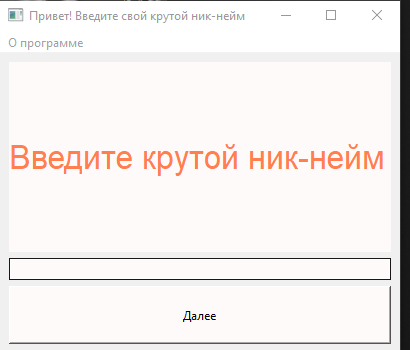 Привет! Введите свой крутой ник-нейм
О программе
Введите крутой ник-нейм
Далее